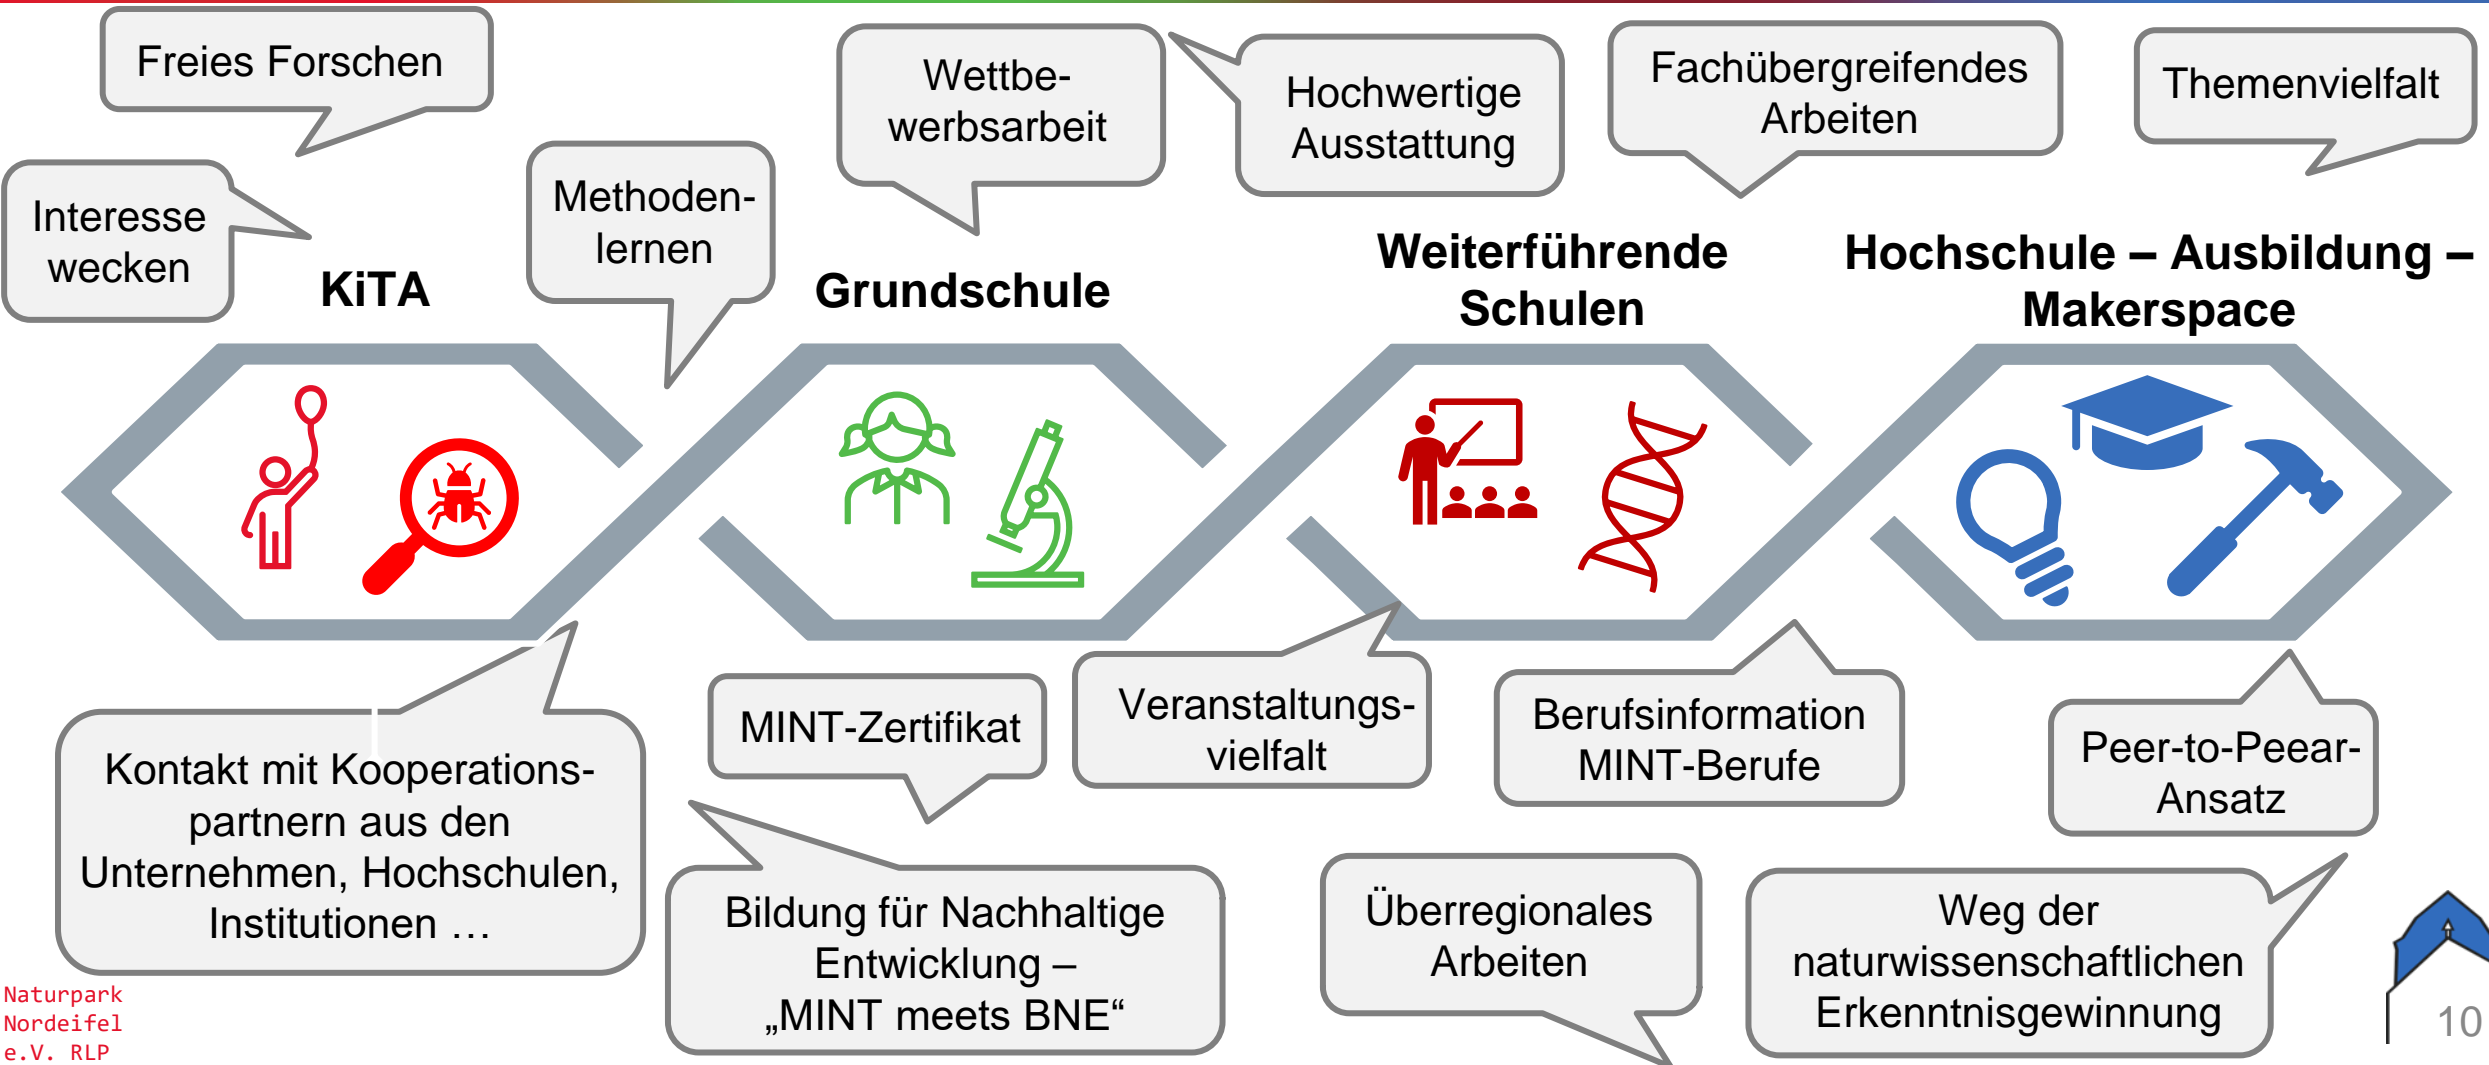 Freies Forschen
Interesse
wecken
Methoden-
lernen
Wettbe-
werbsarbeit
Hochwertige
Ausstattung
Fachübergreifendes
Arbeiten
Themenvielfalt
KiTA
Grundschule
Weiterführende
Schulen
Hochschule – Ausbildung –
Makerspace
Kontakt mit Kooperations-
partnern aus den
Unternehmen, Hochschulen,
Institutionen …
MINT-Zertifikat
Veranstaltungs-
vielfalt
Berufsinformation
MINT-Berufe
Peer-to-Peear-
Ansatz
Bildung für Nachhaltige
Entwicklung –
„MINT meets BNE“
Überregionales
Arbeiten
Weg der
naturwissenschaftlichen
Erkenntnisgewinnung
Naturpark
Nordeifel
e.V. RLP
10